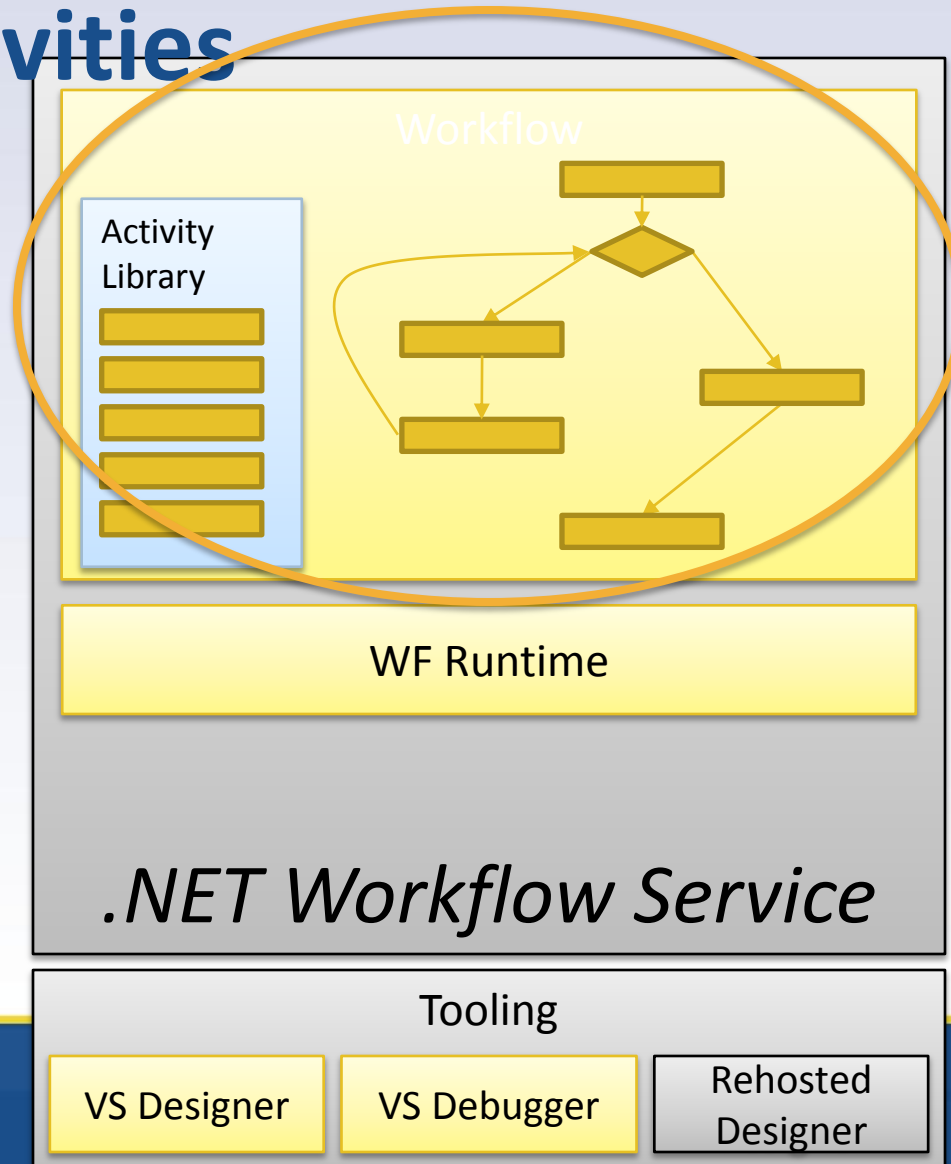 vities
Workflow
Activity
Library
WF Runtime
.NET Workflow Service
Tooling
VS Designer
VS Debugger
Rehosted
Designer